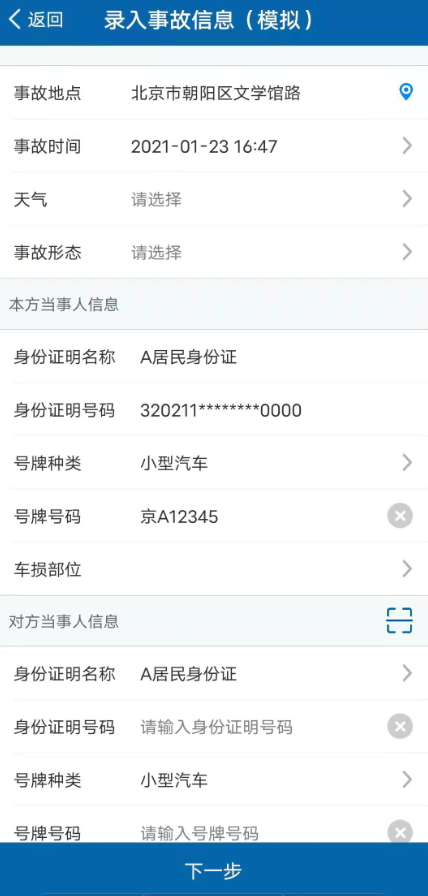 返回 录入事故信息（模拟）
事故地点 北京市朝阳区文学馆路
事故时间 2021-01-23 16:47
天气 请选择
事故形态 请选择
本方当事人信息
身份证明名称 A居民身份证
身份证明号码 320211********0000
号牌种类 小型汽车
号牌号码 京A12345
车损部位
对方当事人信息
身份证明名称 A居民身份证
身份证明号码 请输入身份证明号码
号牌种类 小型汽车
号牌号码 请输入号牌号码
下一步